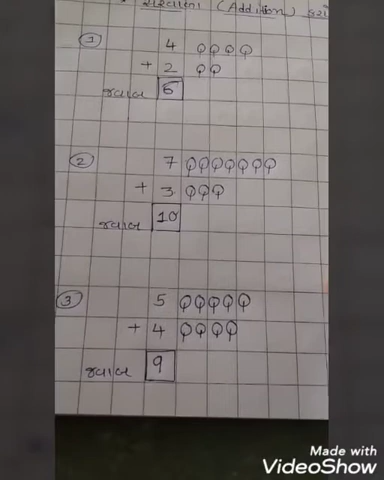 (Addition)
1 4
+ 2
જવાબ 6
2 7
+ 3
જવાબ 10
3 5
+ 4
જવાબ 9
Made with
VideoShow